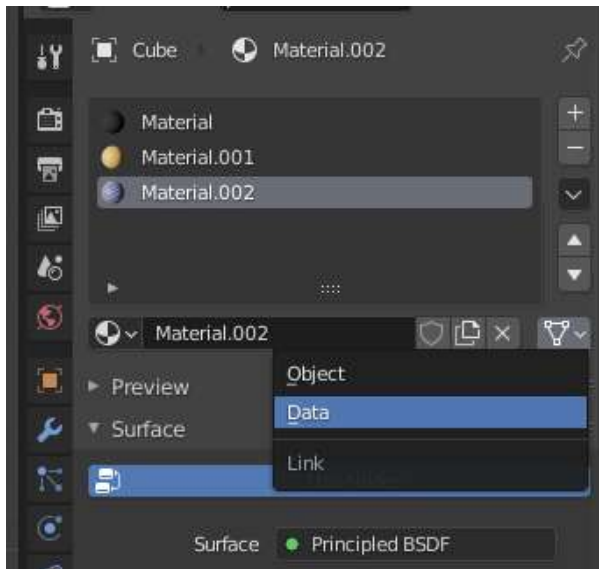 Cube Material.002
Material
Material.001
Material.002
Material.002
Object
Preview
Data
Surface
Link
Surface Principled BSDF